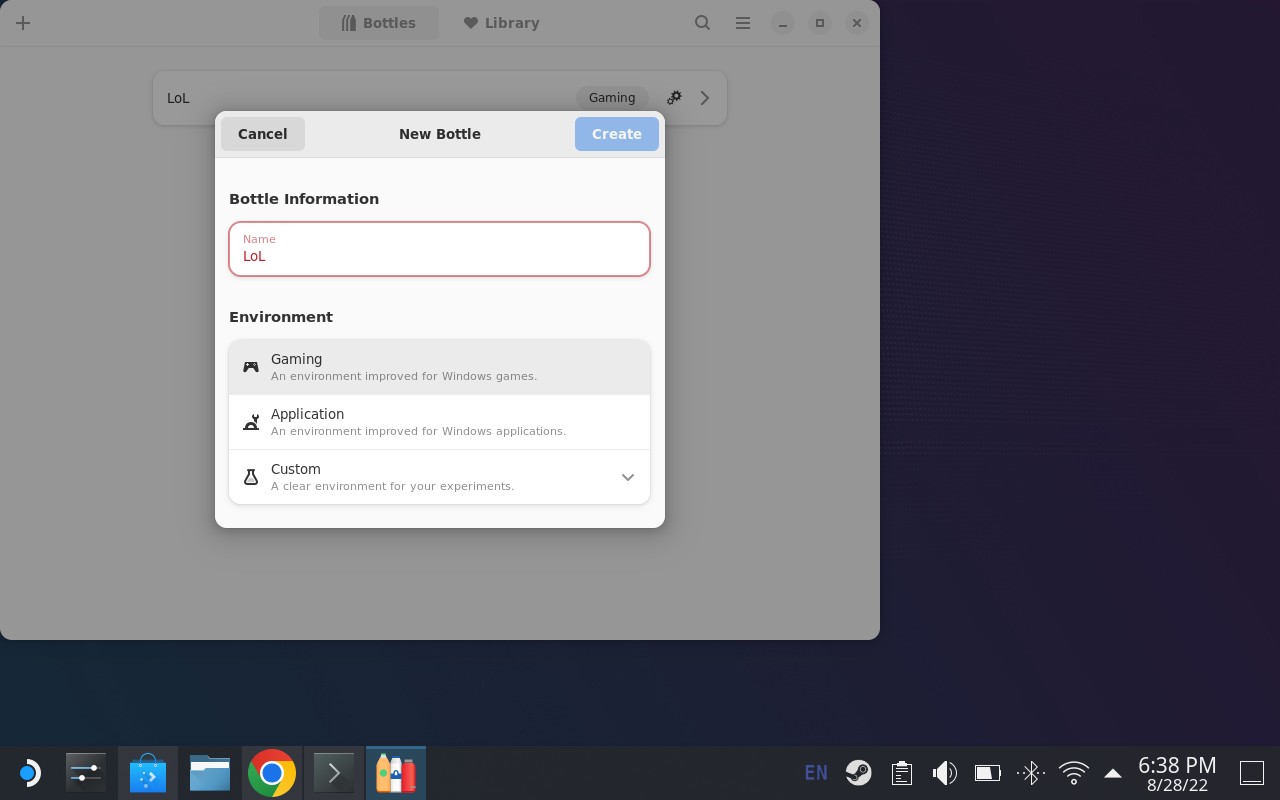 Bottles
Library
LoL
Gaming
Cancel
New Bottle
Create
Bottle Information
Name
LoL
Environment
Gaming
An environment improved for Windows games.
Application
An environment improved for Windows applications.
Custom
A clear environment for your experiments.
EN
6:38 PM
8/28/22